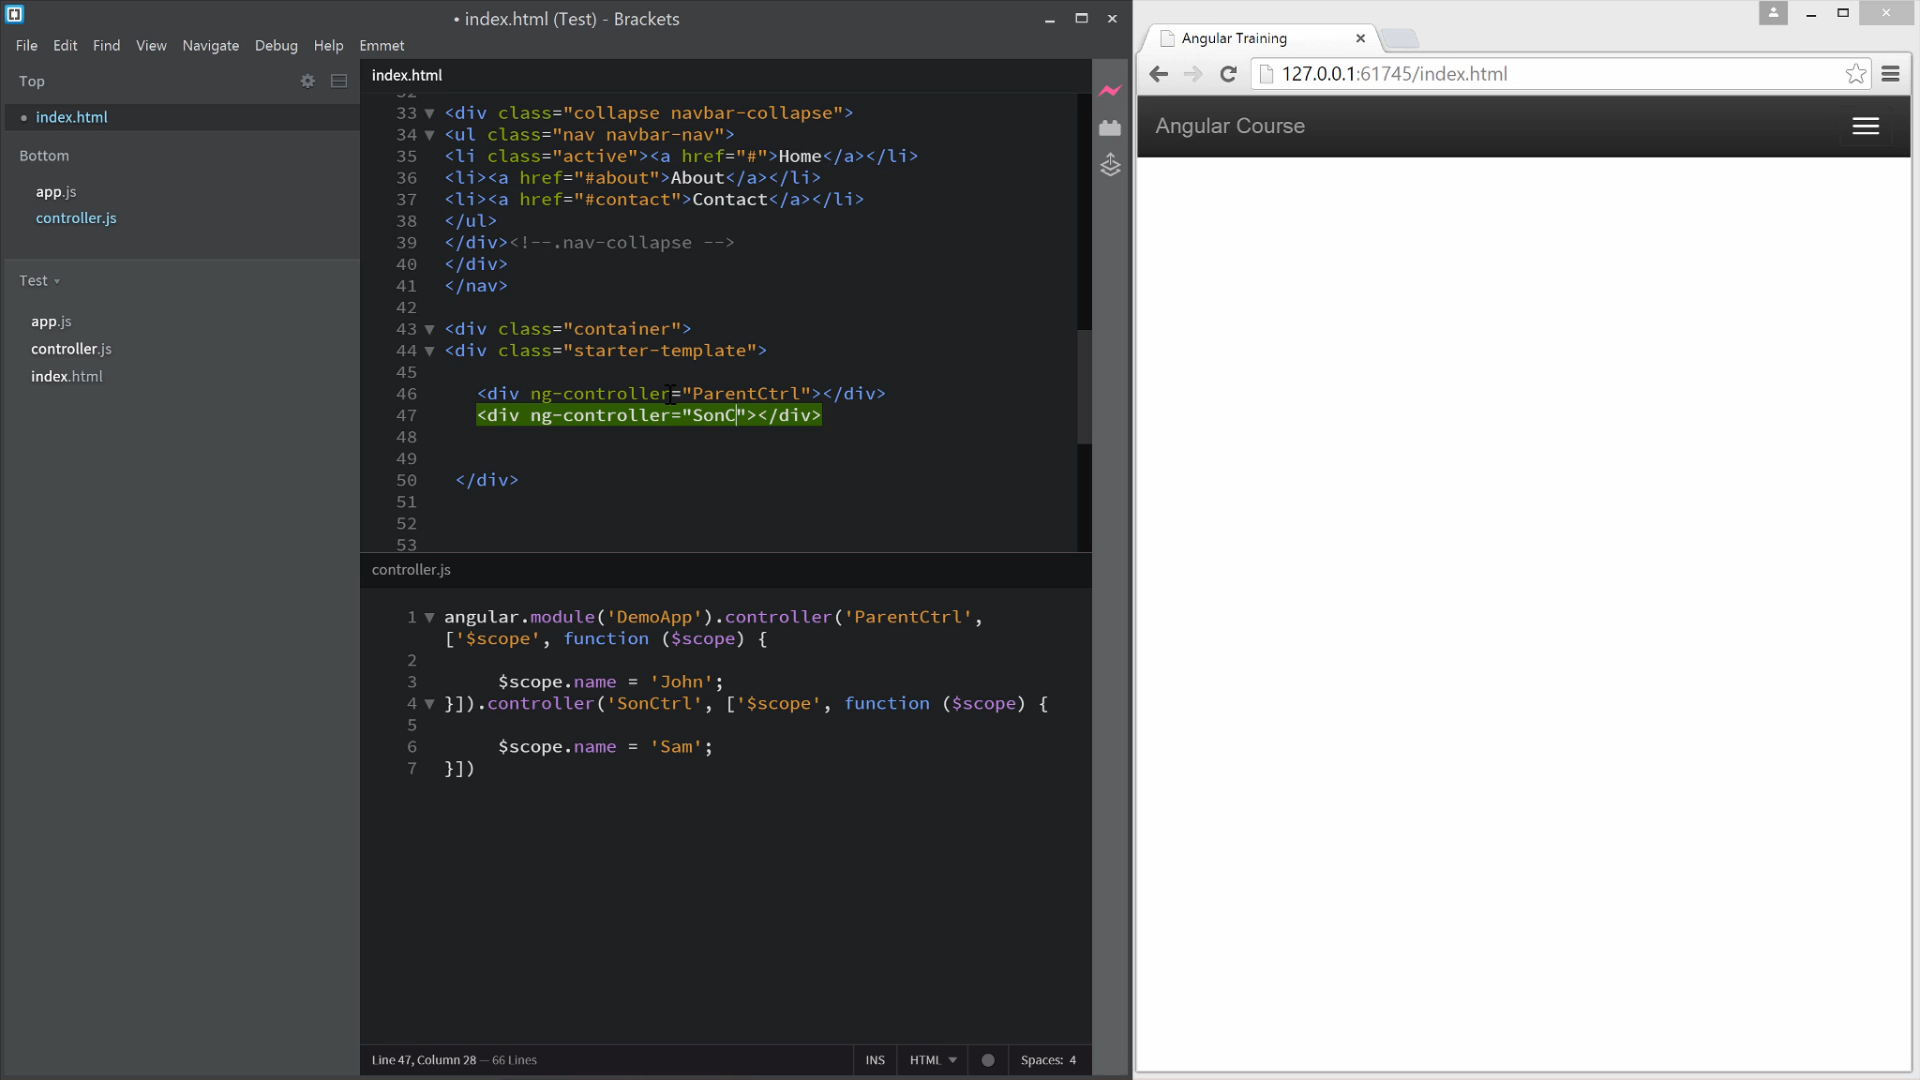 • index.html (Test) - Brackets
File Edit Find View Navigate Debug Help Emmet
Top
• index.html
Bottom
app.js
controller.js
Test
app.js
controller.js
index.html
index.html
33 <div class="collapse navbar-collapse">
34 <ul class="nav navbar-nav">
35 <li class="active"><a href="#">Home</a></li>
36 <li><a href="#about">About</a></li>
37 <li><a href="#contact">Contact</a></li>
38 </ul>
39 </div><!--.nav-collapse -->
40 </div>
41 </nav>
42
43 <div class="container">
44 <div class="starter-template">
45
46 <div ng-controller="ParentCtrl"></div>
47 <div ng-controller="SonC"></div>
48
49
50 </div>
51
52
53
controller.js
1 angular.module('DemoApp').controller('ParentCtrl',
['$scope', function ($scope) {
2
3 $scope.name = 'John';
4 }]).controller('SonCtrl', ['$scope', function ($scope) {
5
6 $scope.name = 'Sam';
7 }])
Line 47, Column 28 — 66 Lines
INS HTML Spaces: 4
Angular Training
127.0.0.1:61745/index.html
Angular Course